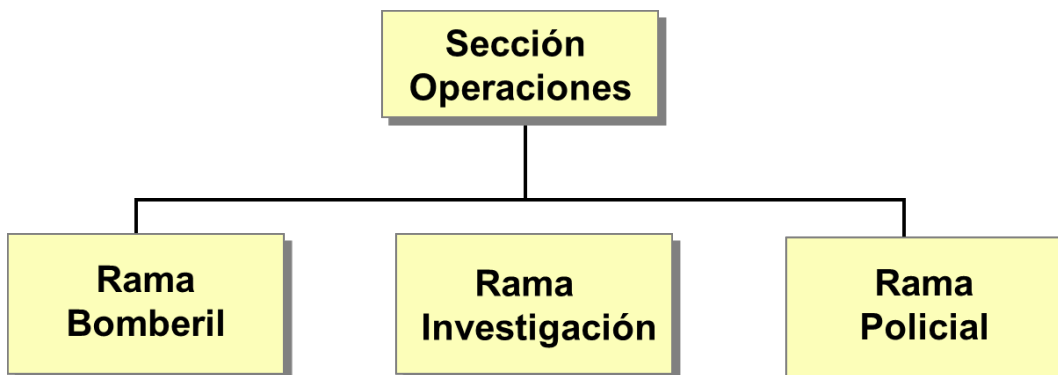 Sección
Operaciones
Rama
Bomberil
Rama
Investigación
Rama
Policial